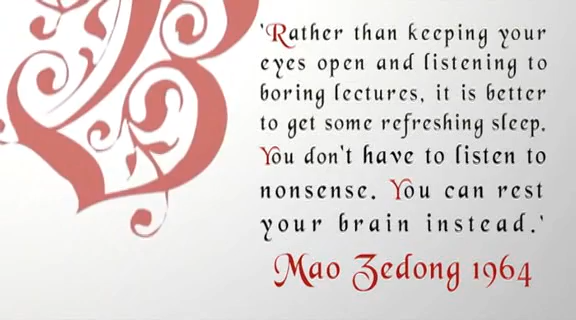 'Rather than keeping your
eyes open and listening to
boring lectures, it is better
to get some refreshing sleep.
You don't have to listen to
nonsense. You can rest
your brain instead.'
Mao Zedong 1964